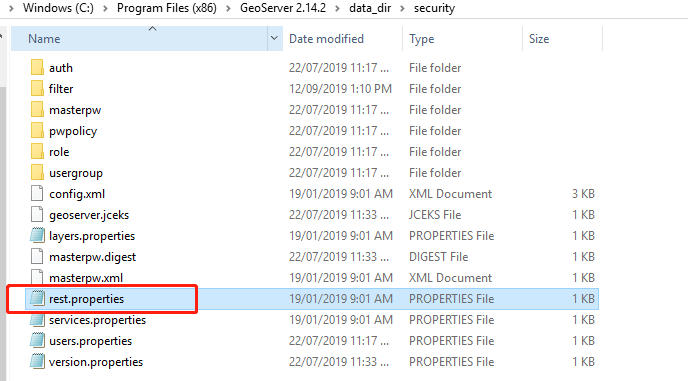 Windows (C:) > Program Files (x86) > GeoServer 2.14.2 > data_dir > security
Name Date modified Type Size
auth 22/07/2019 11:17 ... File folder
filter 12/09/2019 1:10 PM File folder
masterpw 22/07/2019 11:17 ... File folder
pwpolicy 22/07/2019 11:17 ... File folder
role 22/07/2019 11:17 ... File folder
usergroup 22/07/2019 11:17 ... File folder
config.xml 19/01/2019 9:01 AM XML Document 3 KB
geoserver.jceks 22/07/2019 11:33 ... JCEKS File 1 KB
layers.properties 19/01/2019 9:01 AM PROPERTIES File 1 KB
masterpw.digest 22/07/2019 11:33 ... DIGEST File 1 KB
masterpw.xml 19/01/2019 9:01 AM XML Document 1 KB
rest.properties 19/01/2019 9:01 AM PROPERTIES File 1 KB
services.properties 19/01/2019 9:01 AM PROPERTIES File 1 KB
users.properties 22/07/2019 11:17 ... PROPERTIES File 1 KB
version.properties 22/07/2019 11:33 ... PROPERTIES File 1 KB